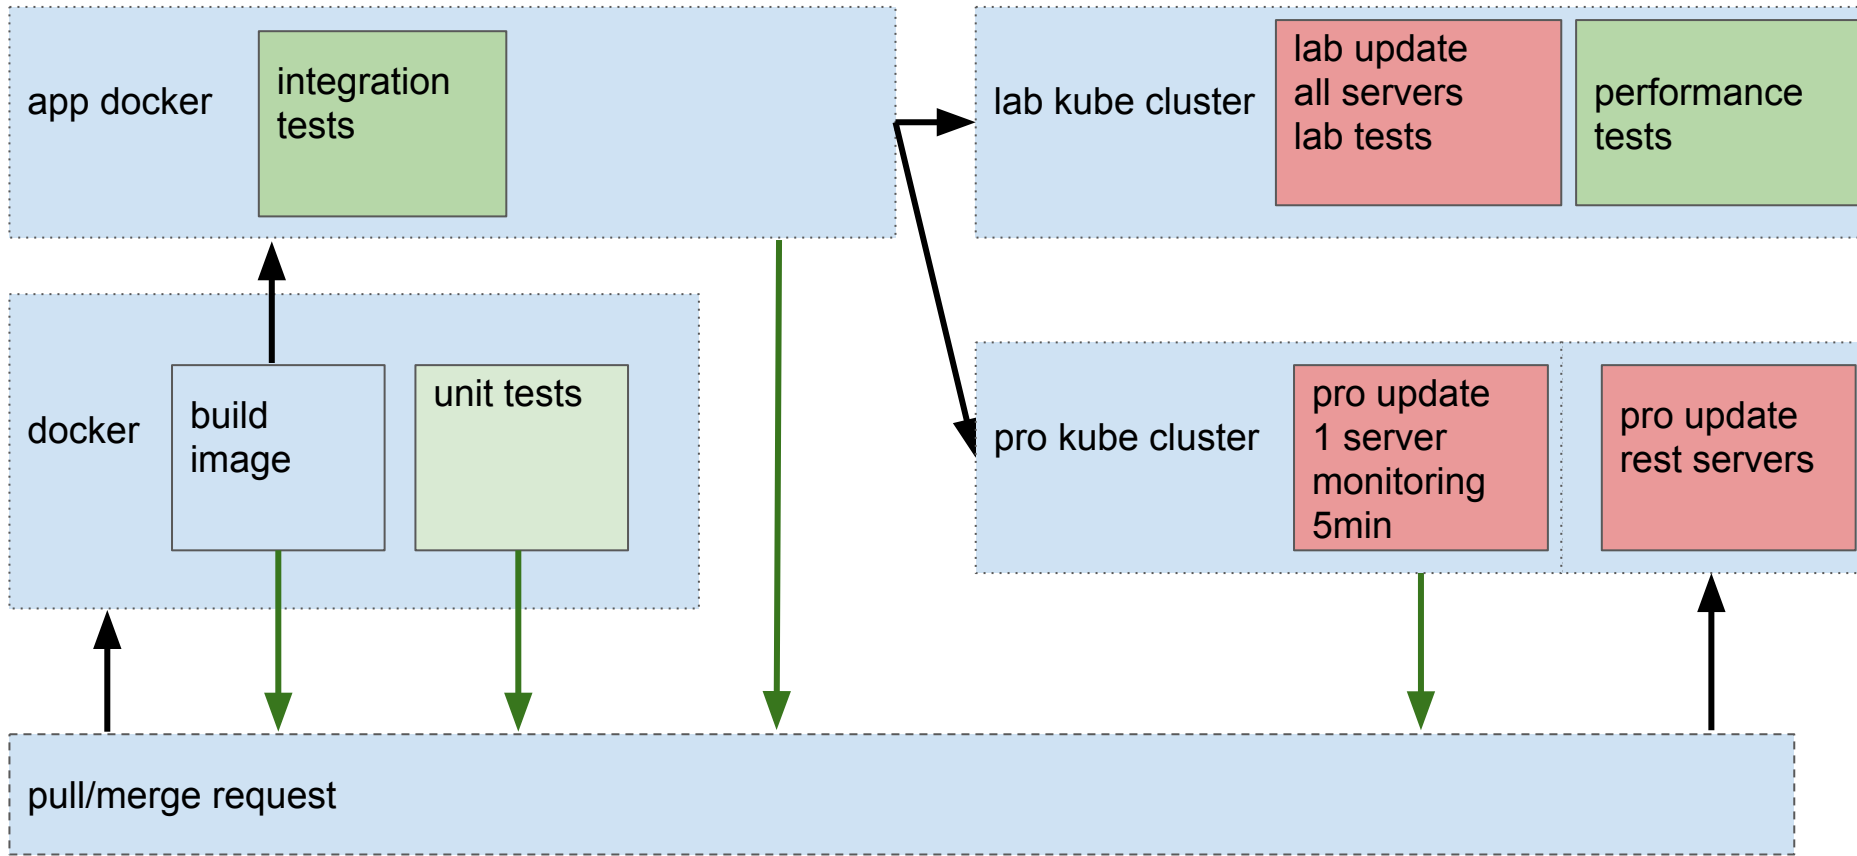 app docker
integration
tests
lab kube cluster
lab update
all servers
lab tests
performance
tests
docker
build
image
unit tests
pro kube cluster
pro update
1 server
monitoring
5min
pro update
rest servers
pull/merge request